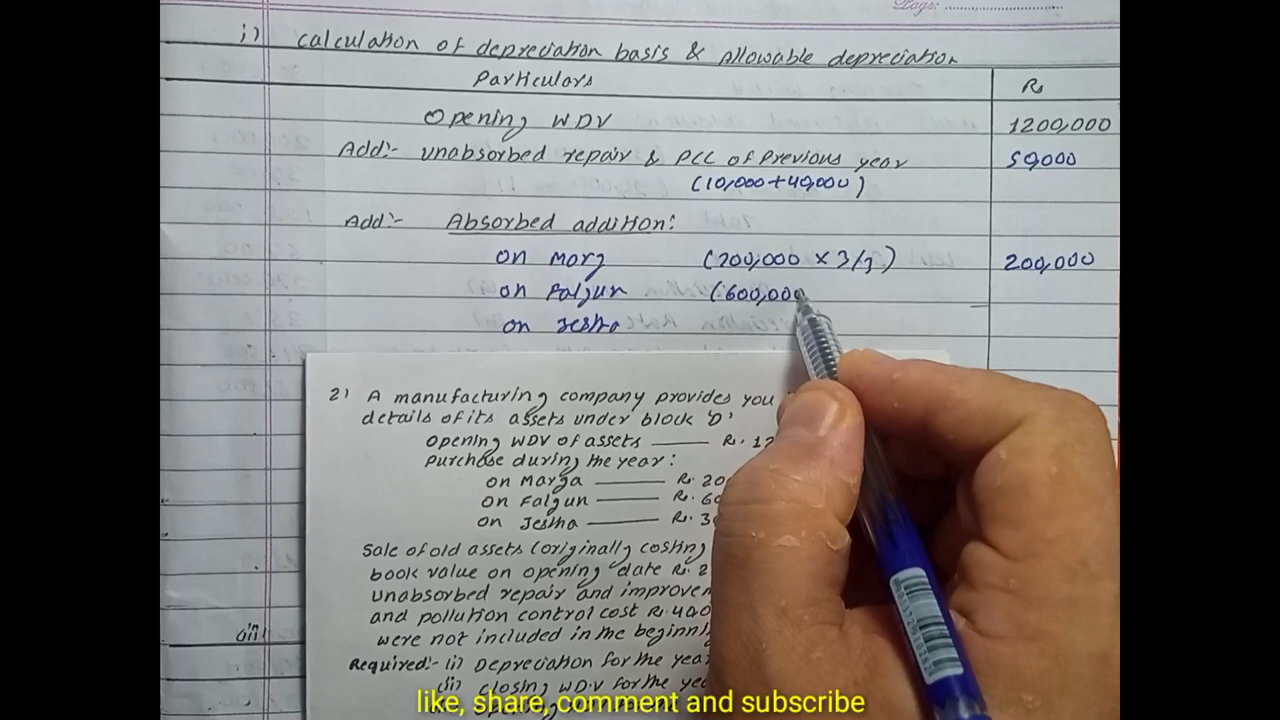 Page: ..............................
i) calculation of depreciation basis & Allowable depreciation
Particulars Rs
Opening WDV 1200,000
Add:- unabsorbed repair & PCC of Previous year 50,000
(10,000+40,000)
Add:- Absorbed addition:
on Marg (200,000 × 3/3) 200,000
on Falgun (600,000
on Jestha
2) A manufacturing company provides you
details of its assets under block 'D'
opening WDV of assets —— Rs. 12
purchase during the year:
on Marga —— Rs. 20
on Falgun —— Rs. 60
on Jestha —— Rs. 30
Sale of old assets (originally costing
book value on opening date Rs. 2
unabsorbed repair and improvem
and pollution control cost Rs. 400
were not included in the beginni
Required:- (i) Depreciation for the year
(ii) closing WDV for the ye
like, share, comment and subscribe